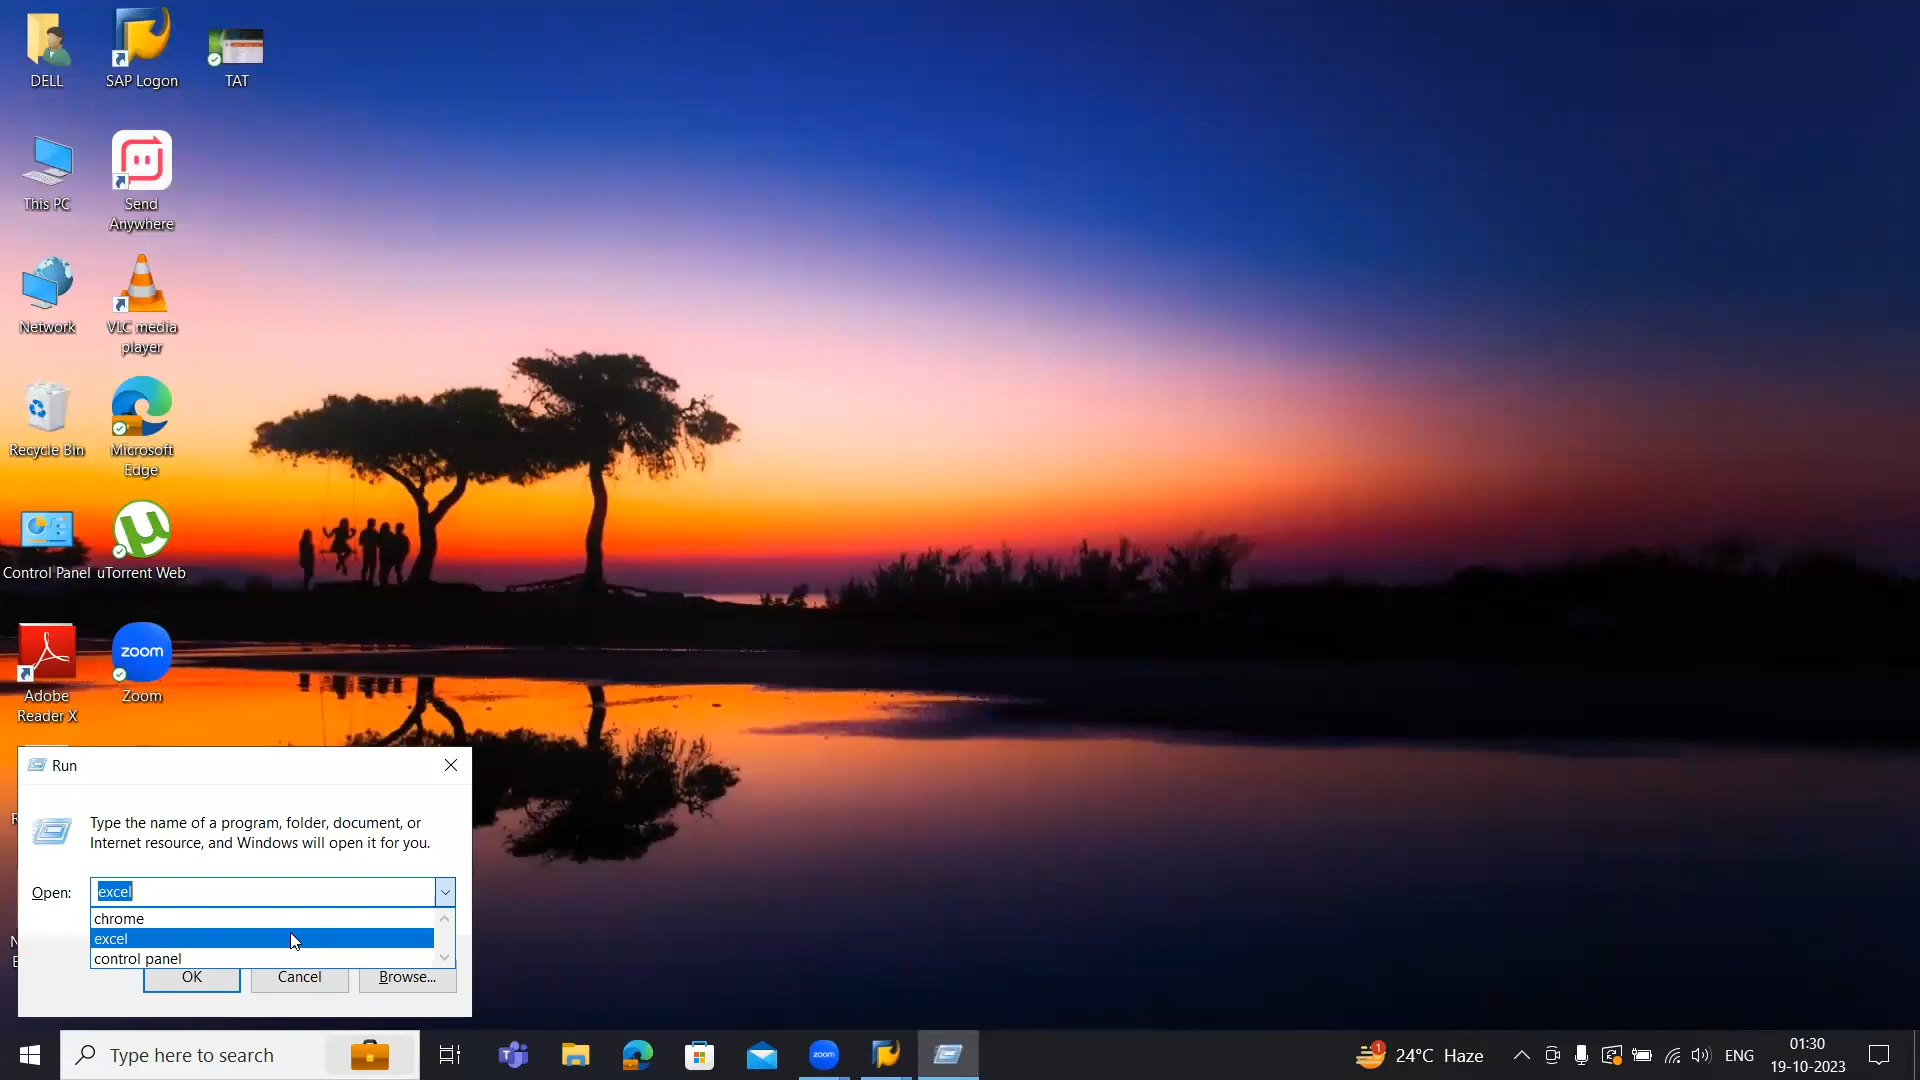 DELL
SAP Logon
TAT
This PC
Send
Anywhere
Network
VLC media
player
Recycle Bin
Microsoft
Edge
Control Panel
uTorrent Web
Adobe
Reader X
zoom
Zoom
Run
Type the name of a program, folder, document, or
Internet resource, and Windows will open it for you.
Open:
excel
chrome
excel
control panel
OK
Cancel
Browse...
Type here to search
zoom
1
24°C Haze
ENG
01:30
19-10-2023